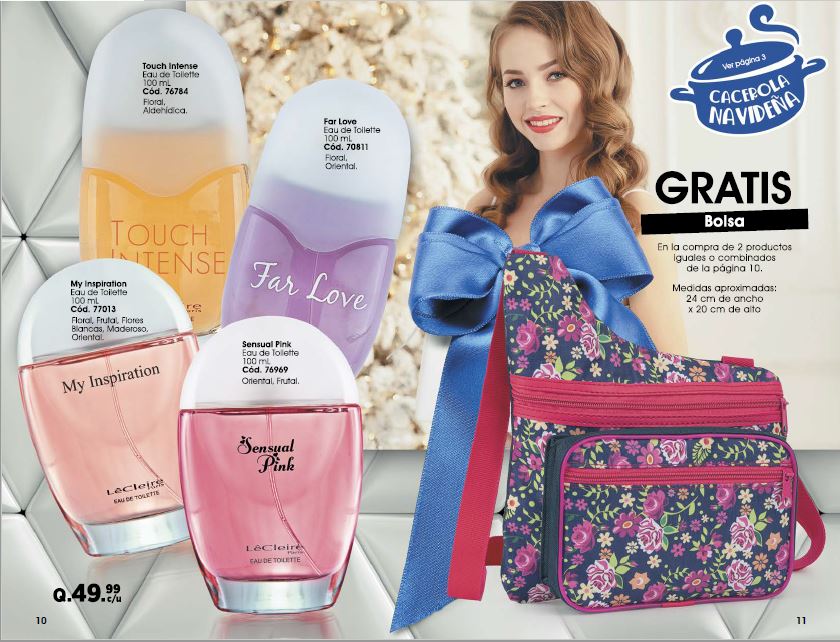 Touch Intense
Eau de Toilette
100 mL
Cód. 76784
Floral,
Aldehídica.
TOUCH
INTENSE
Far Love
Eau de Toilette
100 mL
Cód. 70811
Floral,
Oriental.
Far Love
My Inspiration
Eau de Toilette
100 mL
Cód. 77013
Floral, Frutal, Flores
Blancas, Maderoso,
Oriental.
My Inspiration
LèCleiré
EAU DE TOILETTE
Sensual Pink
Eau de Toilette
100 mL
Cód. 76969
Oriental, Frutal.
Sensual
Pink
LèCleiré
Paris
EAU DE TOILETTE
Q.49.99
c/u
10
Ver página 3
CACEROLA
NAVIDEÑA
GRATIS
Bolsa
En la compra de 2 productos
iguales o combinados
de la página 10.
Medidas aproximadas:
24 cm de ancho
x 20 cm de alto
11